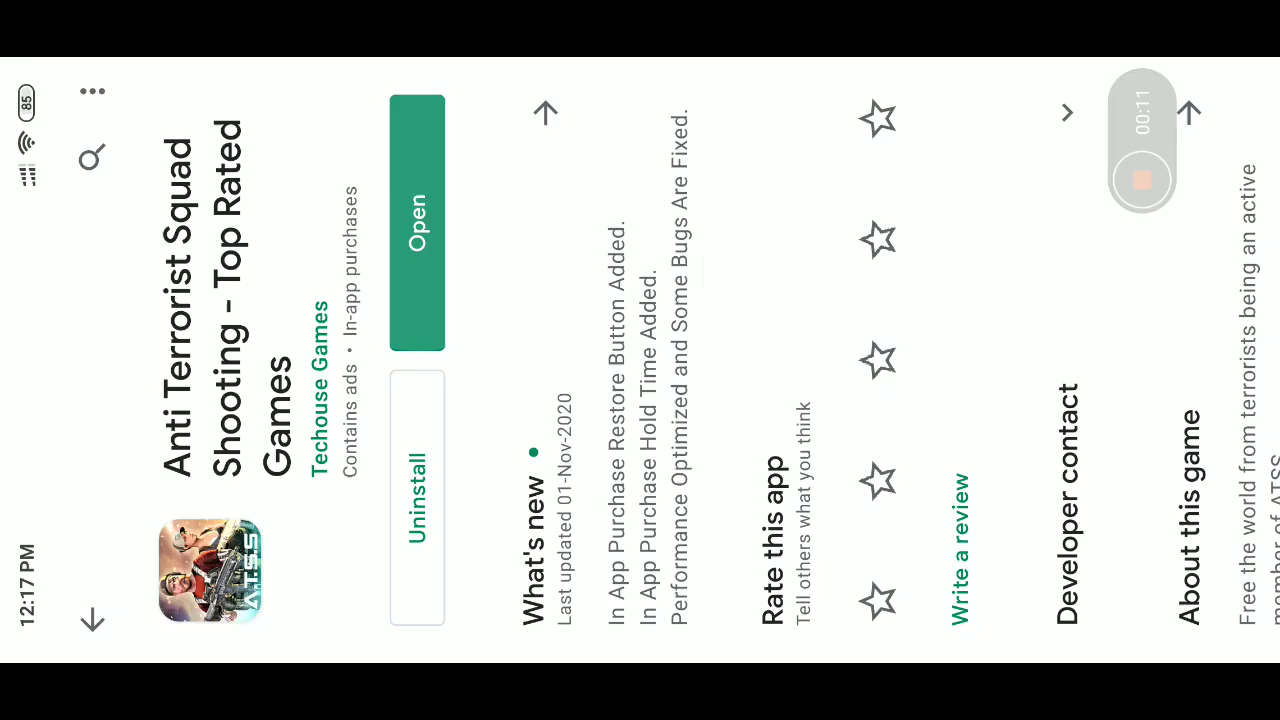 12:17 PM
85
Anti Terrorist Squad
Shooting - Top Rated
Games
Techouse Games
Contains ads • In-app purchases
A.T.S.S
Uninstall
Open
What's new •
Last updated 01-Nov-2020
In App Purchase Restore Button Added.
In App Purchase Hold Time Added.
Performance Optimized and Some Bugs Are Fixed.
Rate this app
Tell others what you think
Write a review
Developer contact
00:11
About this game
Free the world from terrorists being an active
member of ATSS